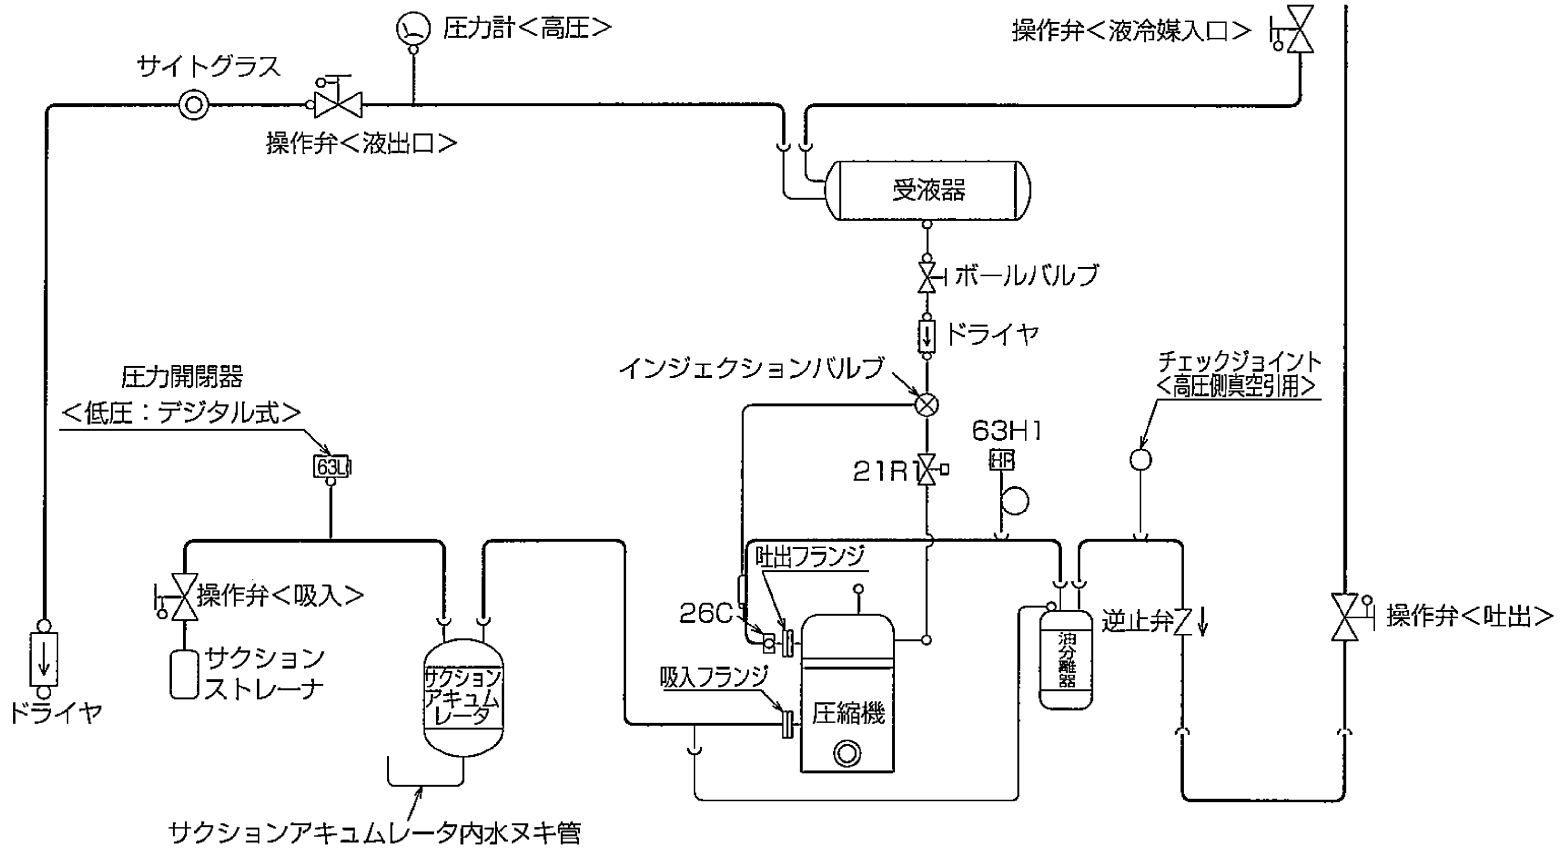 圧力計＜高圧＞
操作弁＜液冷媒入口＞
サイトグラス
操作弁＜液出口＞
受液器
ボールバルブ
ドライヤ
インジェクションバルブ
チェックジョイント
＜高圧側真空引用＞
圧力開閉器
＜低圧：デジタル式＞
63L
63H1
HP
21R1
吐出フランジ
操作弁＜吸入＞
26C
逆止弁
操作弁＜吐出＞
油分離器
サクション
ストレーナ
サクション
アキュム
レータ
吸入フランジ
ドライヤ
圧縮機
サクションアキュムレータ内水ヌキ管